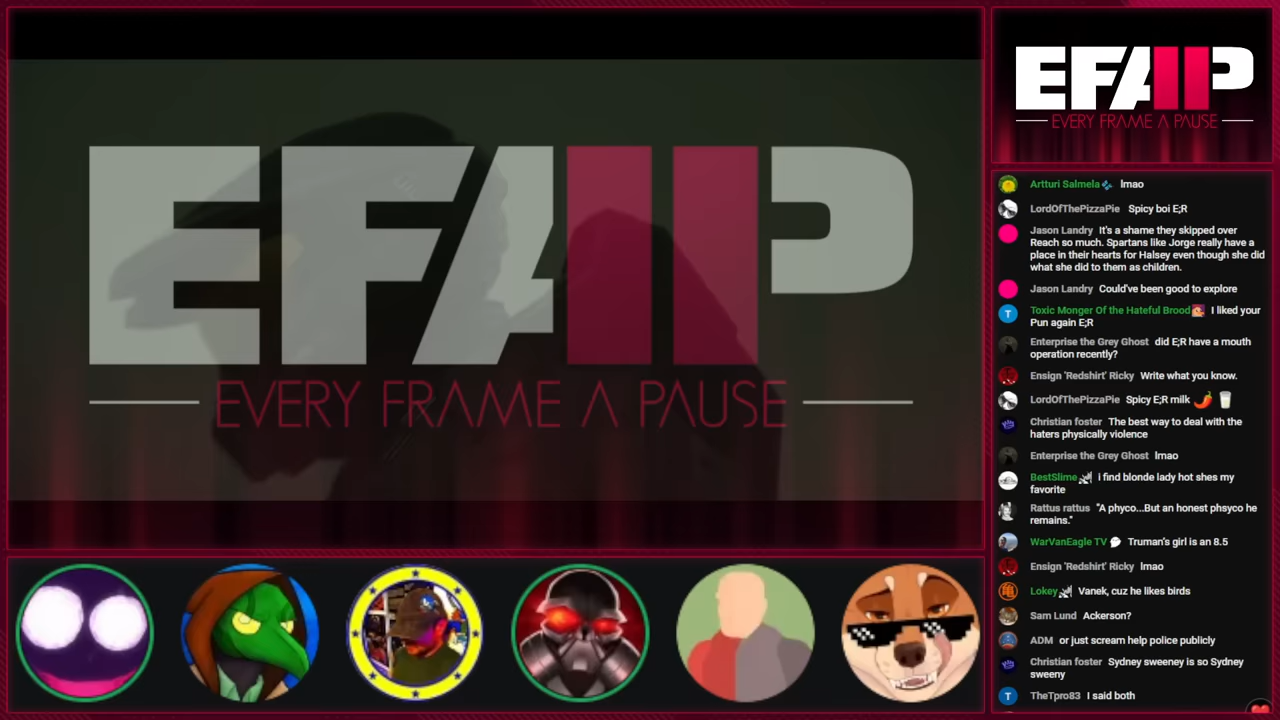 EFAP
EVERY FRAME A PAUSE
EFAP
EVERY FRAME A PAUSE
Artturi Salmela lmao
LordOfThePizzaPie Spicy boi E;R
Jason Landry It's a shame they skipped over
Reach so much. Spartans like Jorge really have a
place in their hearts for Halsey even though she did
what she did to them as children.
Jason Landry Could've been good to explore
T
Toxic Monger Of the Hateful Brood I liked your
Pun again E;R
Enterprise the Grey Ghost did E;R have a mouth
operation recently?
Ensign 'Redshirt' Ricky Write what you know.
LordOfThePizzaPie Spicy E;R milk 🌶️ 🥛
Christian foster The best way to deal with the
haters physically violence
Enterprise the Grey Ghost lmao
BestSlime i find blonde lady hot shes my
favorite
Rattus rattus "A phyco...But an honest phsyco he
remains."
WarVanEagle TV Truman's girl is an 8.5
Ensign 'Redshirt' Ricky lmao
Lokey Vanek, cuz he likes birds
Sam Lund Ackerson?
ADM or just scream help police publicly
Christian foster Sydney sweeney is so Sydney
sweeny
T
TheTpro83 I said both